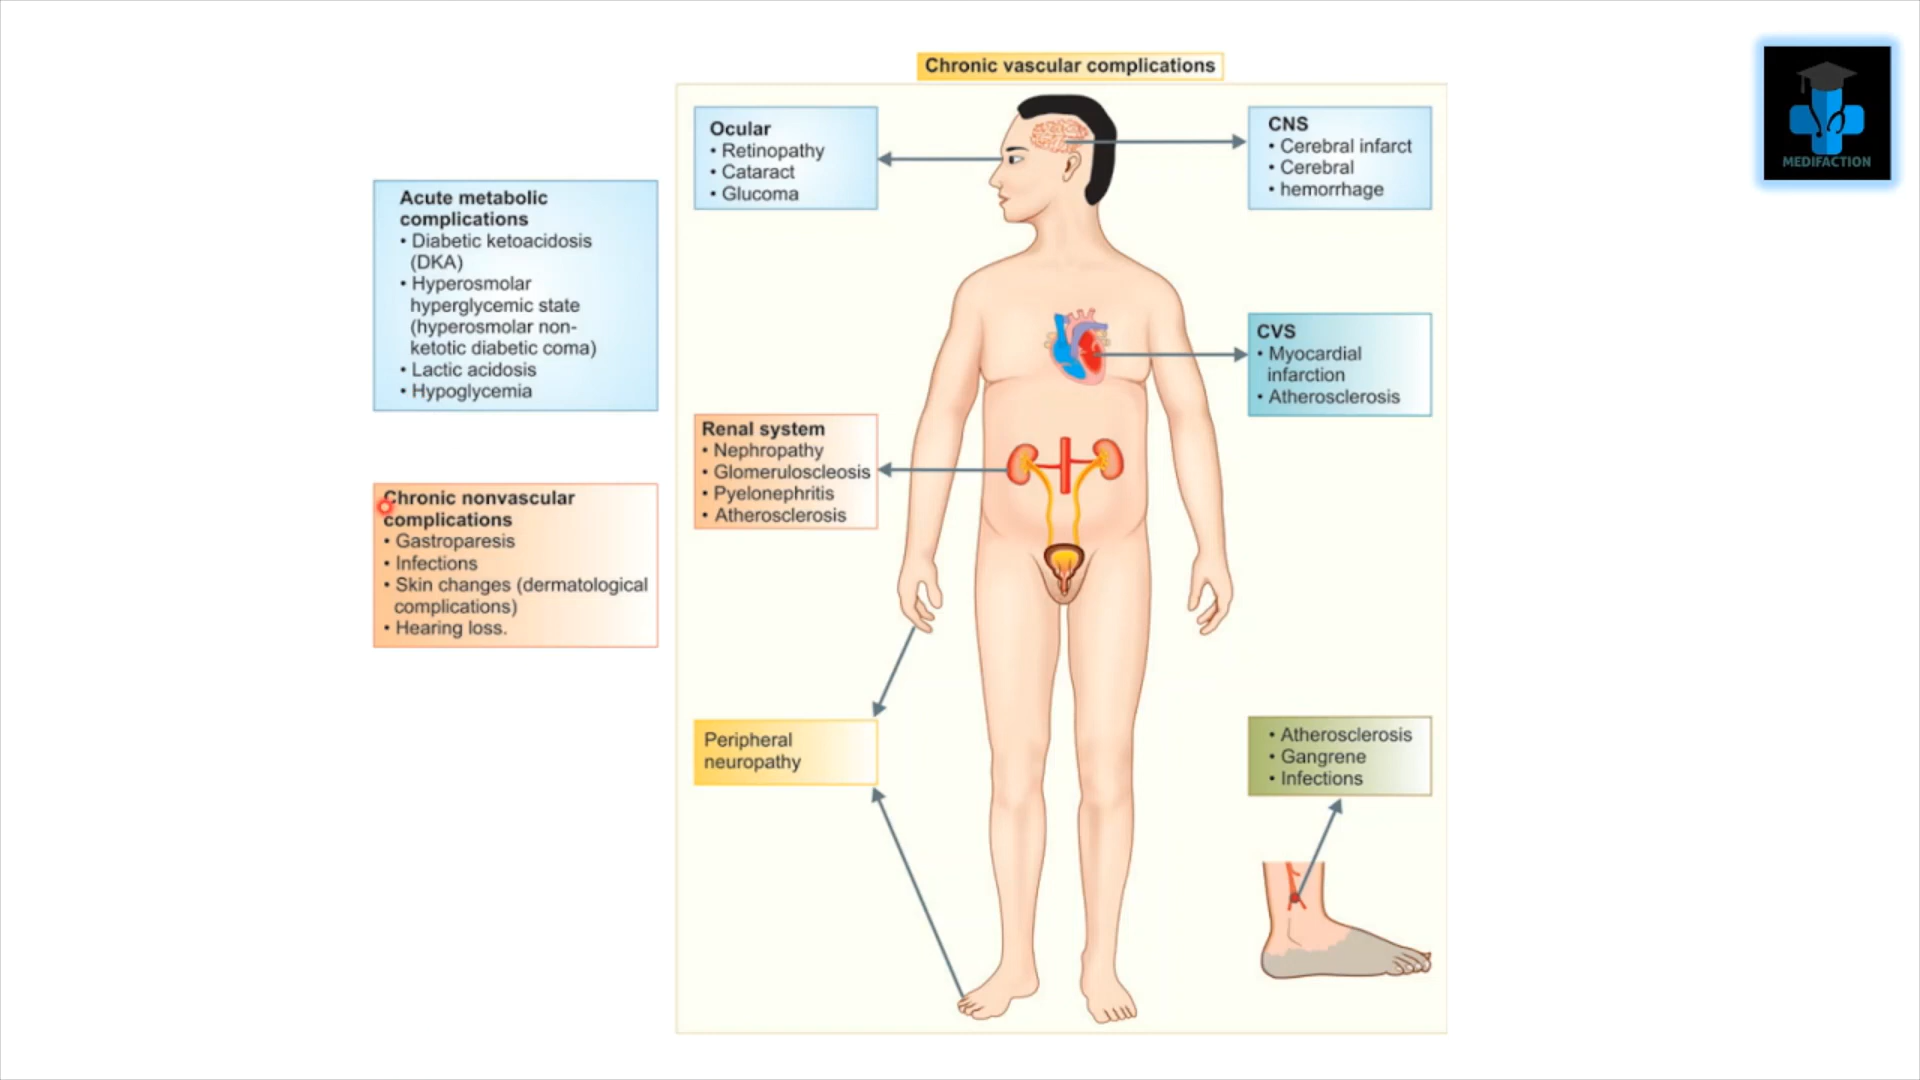 Chronic vascular complications
MEDIFACTION
Acute metabolic
complications
• Diabetic ketoacidosis
(DKA)
• Hyperosmolar
hyperglycemic state
(hyperosmolar non-
ketotic diabetic coma)
• Lactic acidosis
• Hypoglycemia
Chronic nonvascular
complications
• Gastroparesis
• Infections
• Skin changes (dermatological
complications)
• Hearing loss.
Ocular
• Retinopathy
• Cataract
• Glucoma
CNS
• Cerebral infarct
• Cerebral
• hemorrhage
CVS
• Myocardial
infarction
• Atherosclerosis
Renal system
• Nephropathy
• Glomeruloscleosis
• Pyelonephritis
• Atherosclerosis
Peripheral
neuropathy
• Atherosclerosis
• Gangrene
• Infections